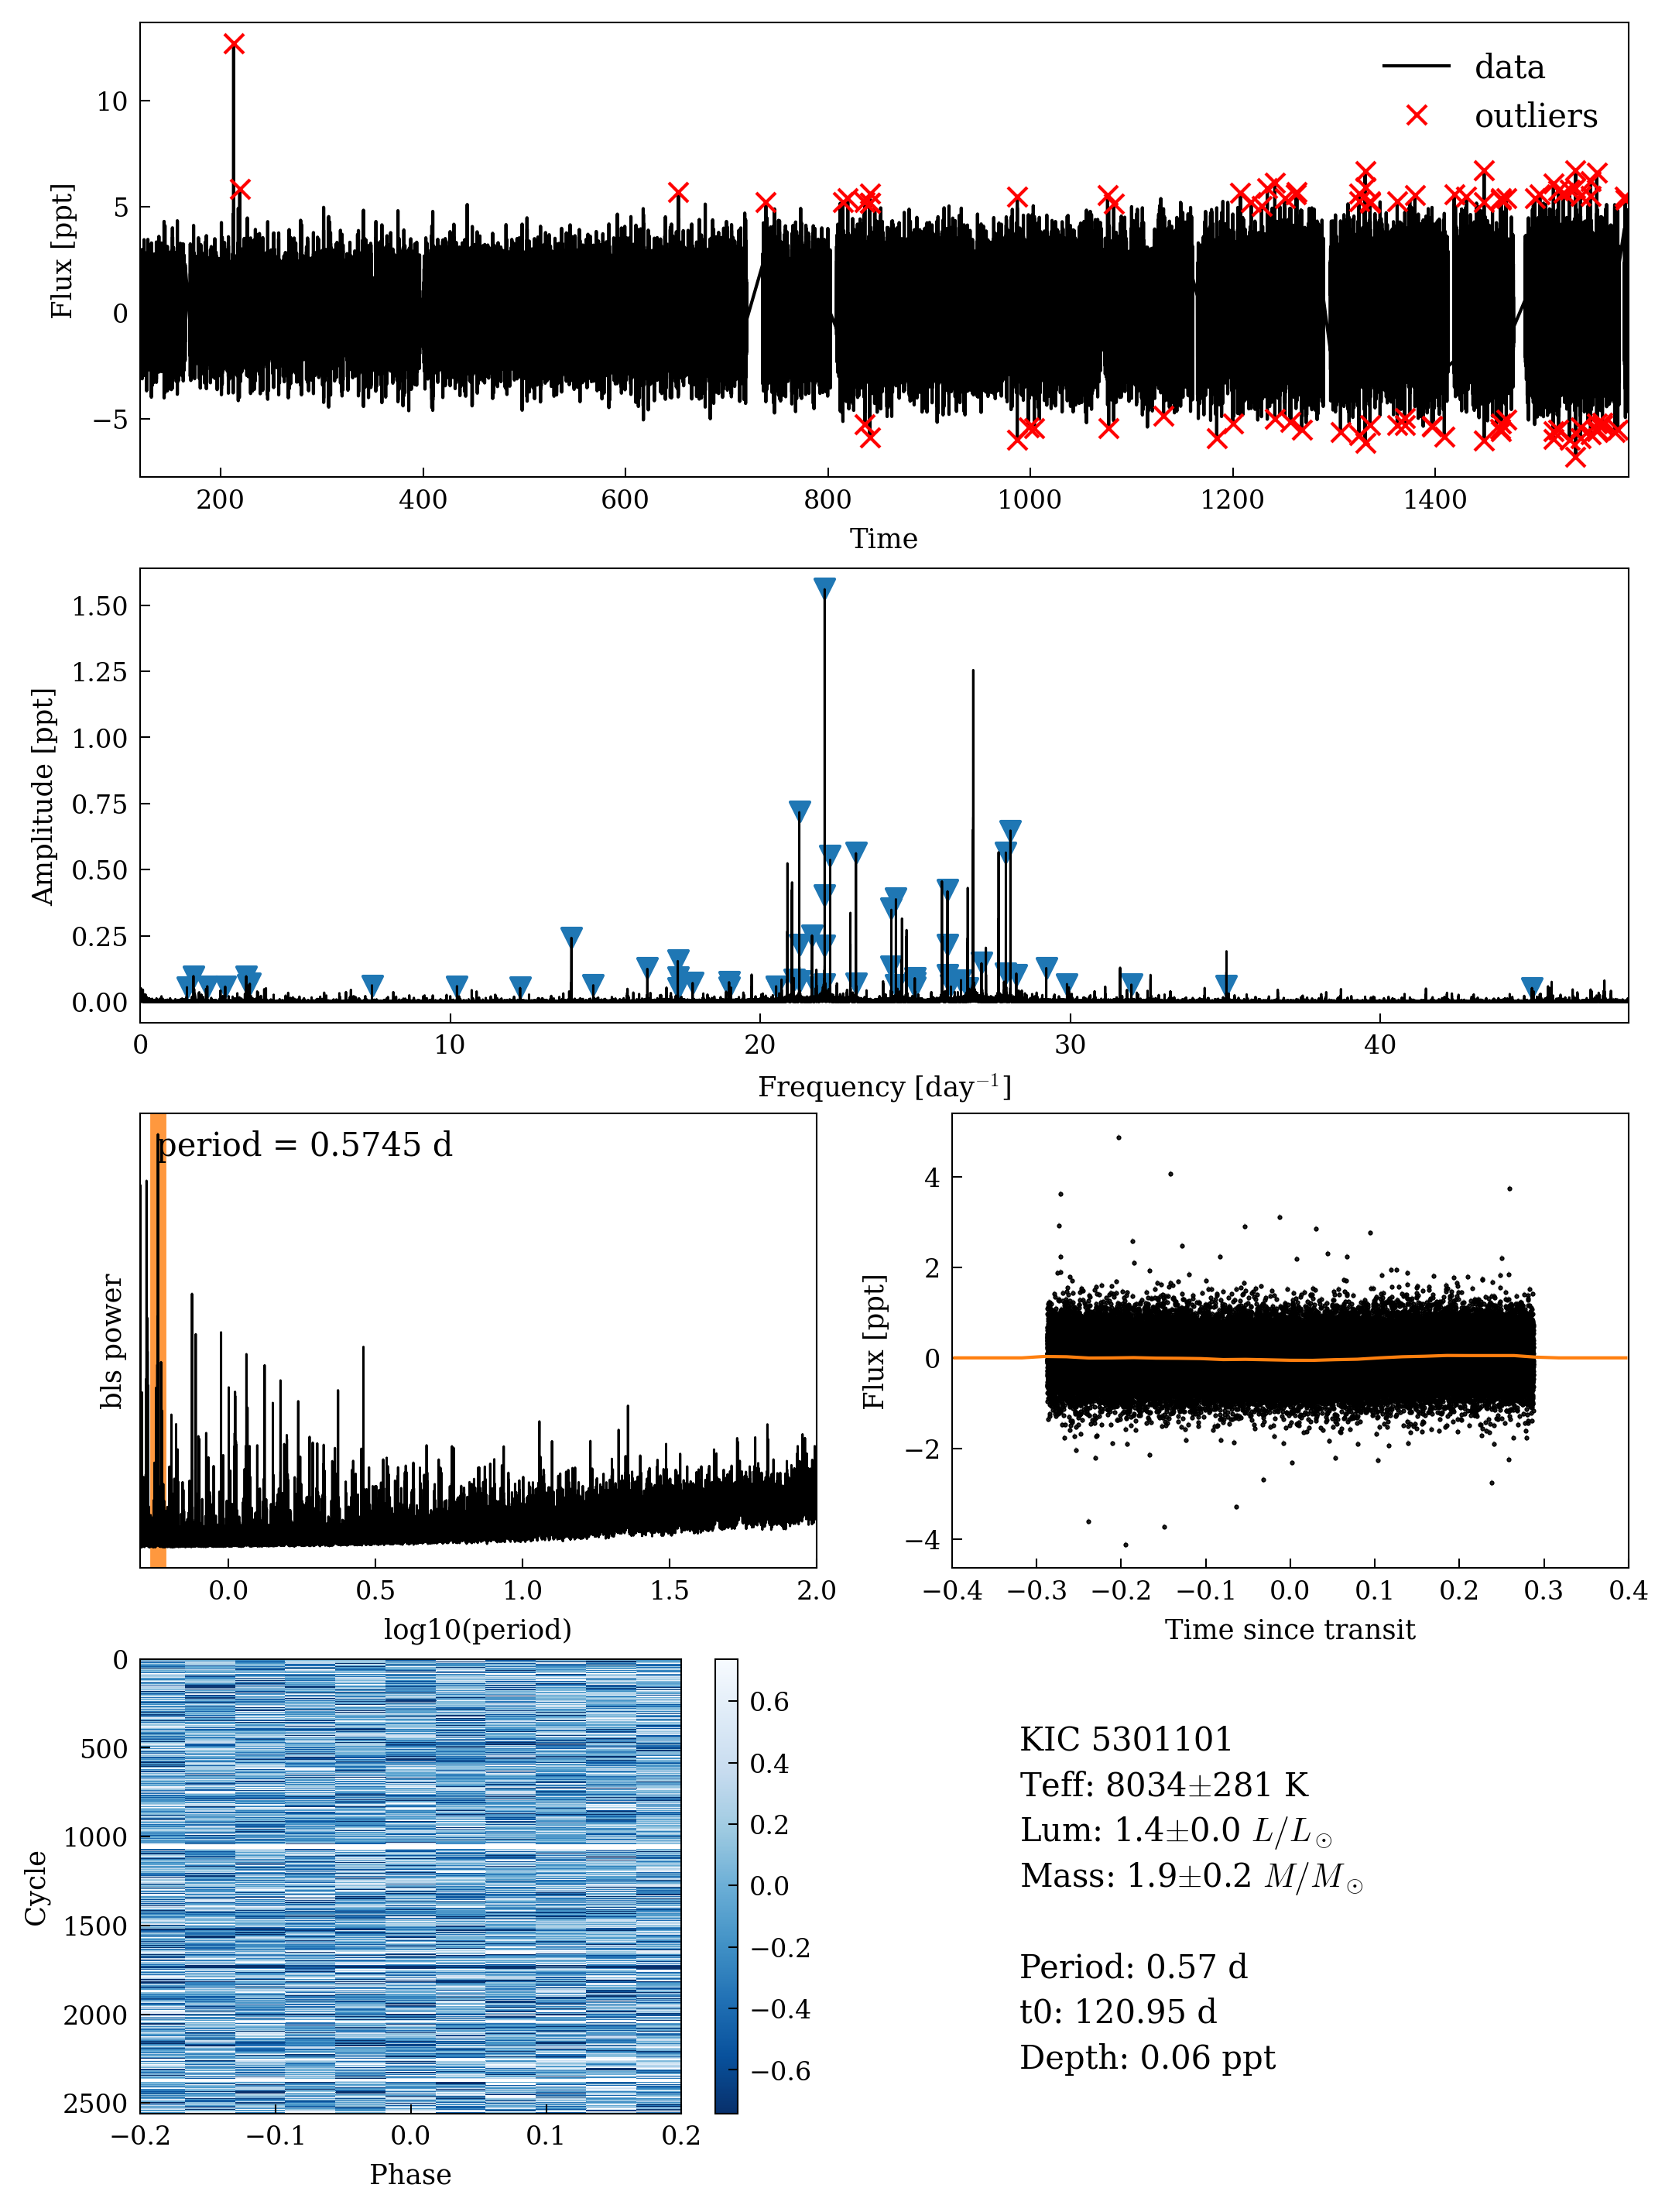 data
outliers
10
5
0
−5
Flux [ppt]
200 400 600 800 1000 1200 1400
Time
1.50
1.25
1.00
0.75
0.50
0.25
0.00
Amplitude [ppt]
0 10 20 30 40
Frequency [day⁻¹]
period = 0.5745 d
bls power
0.0 0.5 1.0 1.5 2.0
log10(period)
4
2
0
−2
−4
Flux [ppt]
−0.4 −0.3 −0.2 −0.1 0.0 0.1 0.2 0.3 0.4
Time since transit
0
500
1000
1500
2000
2500
Cycle
−0.2 −0.1 0.0 0.1 0.2
Phase
0.6
0.4
0.2
0.0
−0.2
−0.4
−0.6
KIC 5301101
Teff: 8034±281 K
Lum: 1.4±0.0 L/L⊙
Mass: 1.9±0.2 M/M⊙
Period: 0.57 d
t0: 120.95 d
Depth: 0.06 ppt